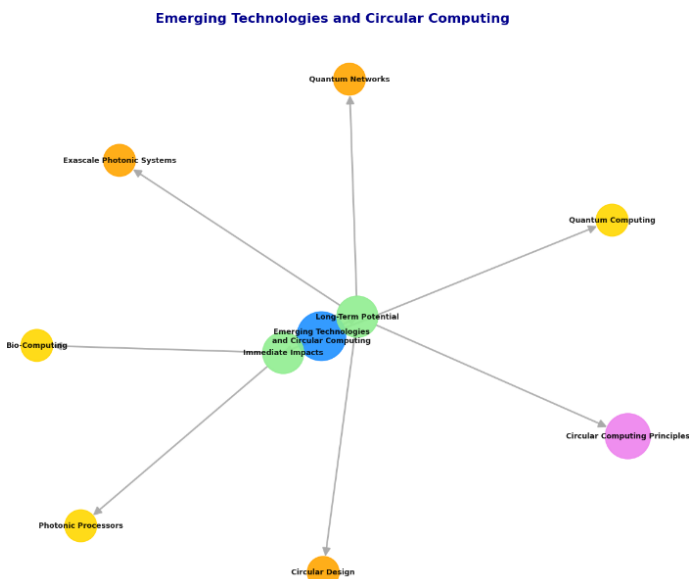 Emerging Technologies and Circular Computing
Quantum Networks
Exascale Photonic Systems
Quantum Computing
Long-Term Potential
Emerging Technologies
and Circular Computing
Bio-Computing
Immediate Impacts
Circular Computing Principles
Photonic Processors
Circular Design